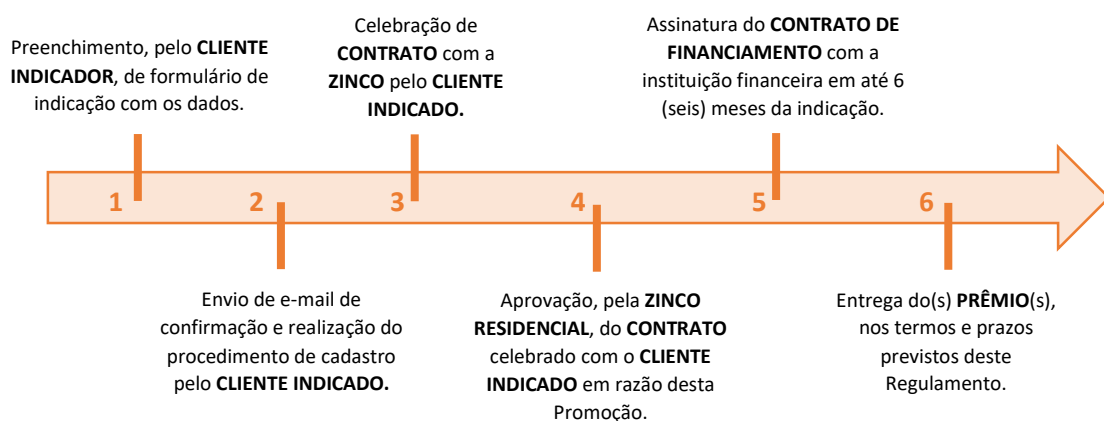 Preenchimento, pelo CLIENTE
INDICADOR, de formulário de
indicação com os dados.
Celebração de
CONTRATO com a
ZINCO pelo CLIENTE
INDICADO.
Assinatura do CONTRATO DE
FINANCIAMENTO com a
instituição financeira em até 6
(seis) meses da indicação.
1
2
3
4
5
6
Envio de e-mail de
confirmação e realização do
procedimento de cadastro
pelo CLIENTE INDICADO.
Aprovação, pela ZINCO
RESIDENCIAL, do CONTRATO
celebrado com o CLIENTE
INDICADO em razão desta
Promoção.
Entrega do(s) PRÊMIO(s),
nos termos e prazos
previstos deste
Regulamento.